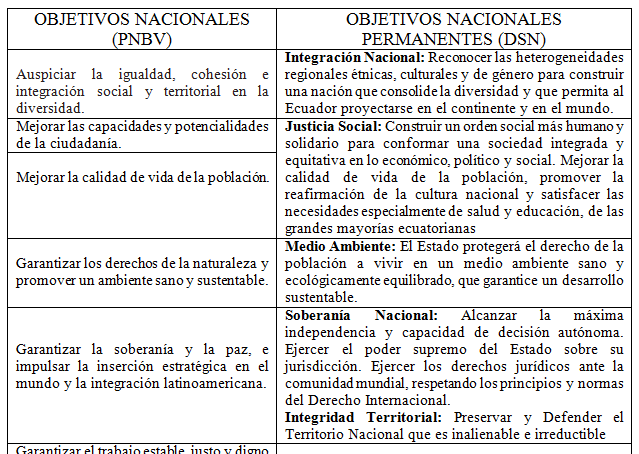 OBJETIVOS NACIONALES
(PNBV)
OBJETIVOS NACIONALES
PERMANENTES (DSN)
Auspiciar la igualdad, cohesión e
integración social y territorial en la
diversidad.
Integración Nacional: Reconocer las heterogeneidades
regionales étnicas, culturales y de género para construir
una nación que consolide la diversidad y que permita al
Ecuador proyectarse en el continente y en el mundo.
Mejorar las capacidades y potencialidades
de la ciudadanía.
Mejorar la calidad de vida de la población.
Justicia Social: Construir un orden social más humano y
solidario para conformar una sociedad integrada y
equitativa en lo económico, político y social. Mejorar la
calidad de vida de la población, promover la
reafirmación de la cultura nacional y satisfacer las
necesidades especialmente de salud y educación, de las
grandes mayorías ecuatorianas
Garantizar los derechos de la naturaleza y
promover un ambiente sano y sustentable.
Medio Ambiente: El Estado protegerá el derecho de la
población a vivir en un medio ambiente sano y
ecológicamente equilibrado, que garantice un desarrollo
sustentable.
Garantizar la soberanía y la paz, e
impulsar la inserción estratégica en el
mundo y la integración latinoamericana.
Soberanía Nacional: Alcanzar la máxima
independencia y capacidad de decisión autónoma.
Ejercer el poder supremo del Estado sobre su
jurisdicción. Ejercer los derechos jurídicos ante la
comunidad mundial, respetando los principios y normas
del Derecho Internacional.
Integridad Territorial: Preservar y Defender el
Territorio Nacional que es inalienable e irreductible
Garantizar el trabajo estable, justo y digno